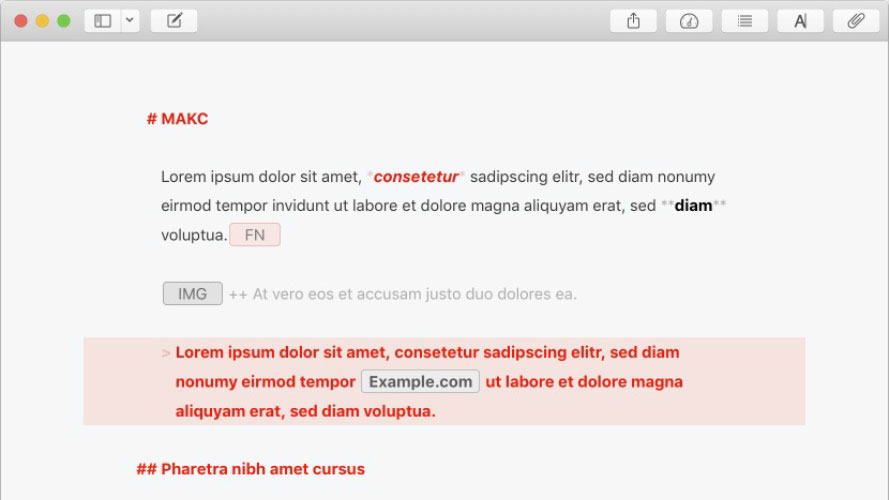 # MAKC
Lorem ipsum dolor sit amet, *consetetur* sadipscing elitr, sed diam nonumy
eirmod tempor invidunt ut labore et dolore magna aliquyam erat, sed **diam**
voluptua. FN
IMG ++ At vero eos et accusam justo duo dolores ea.
> Lorem ipsum dolor sit amet, consetetur sadipscing elitr, sed diam
nonumy eirmod tempor Example.com ut labore et dolore magna
aliquyam erat, sed diam voluptua.
## Pharetra nibh amet cursus